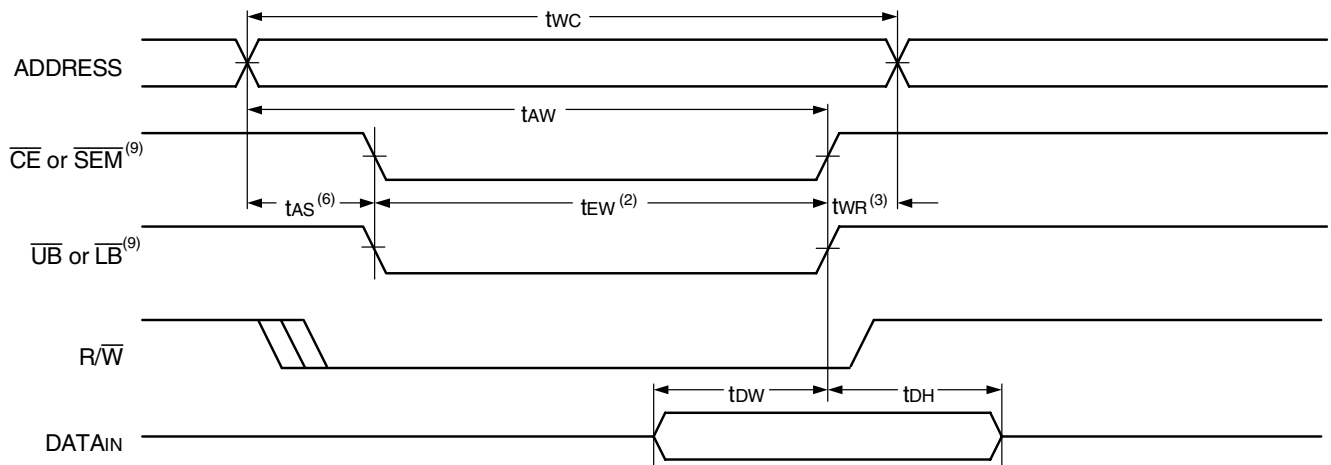 tWC
ADDRESS
tAW
CE or SEM(9)
tAS(6) tEW(2) tWR(3)
UB or LB(9)
R/W
tDW tDH
DATAIN